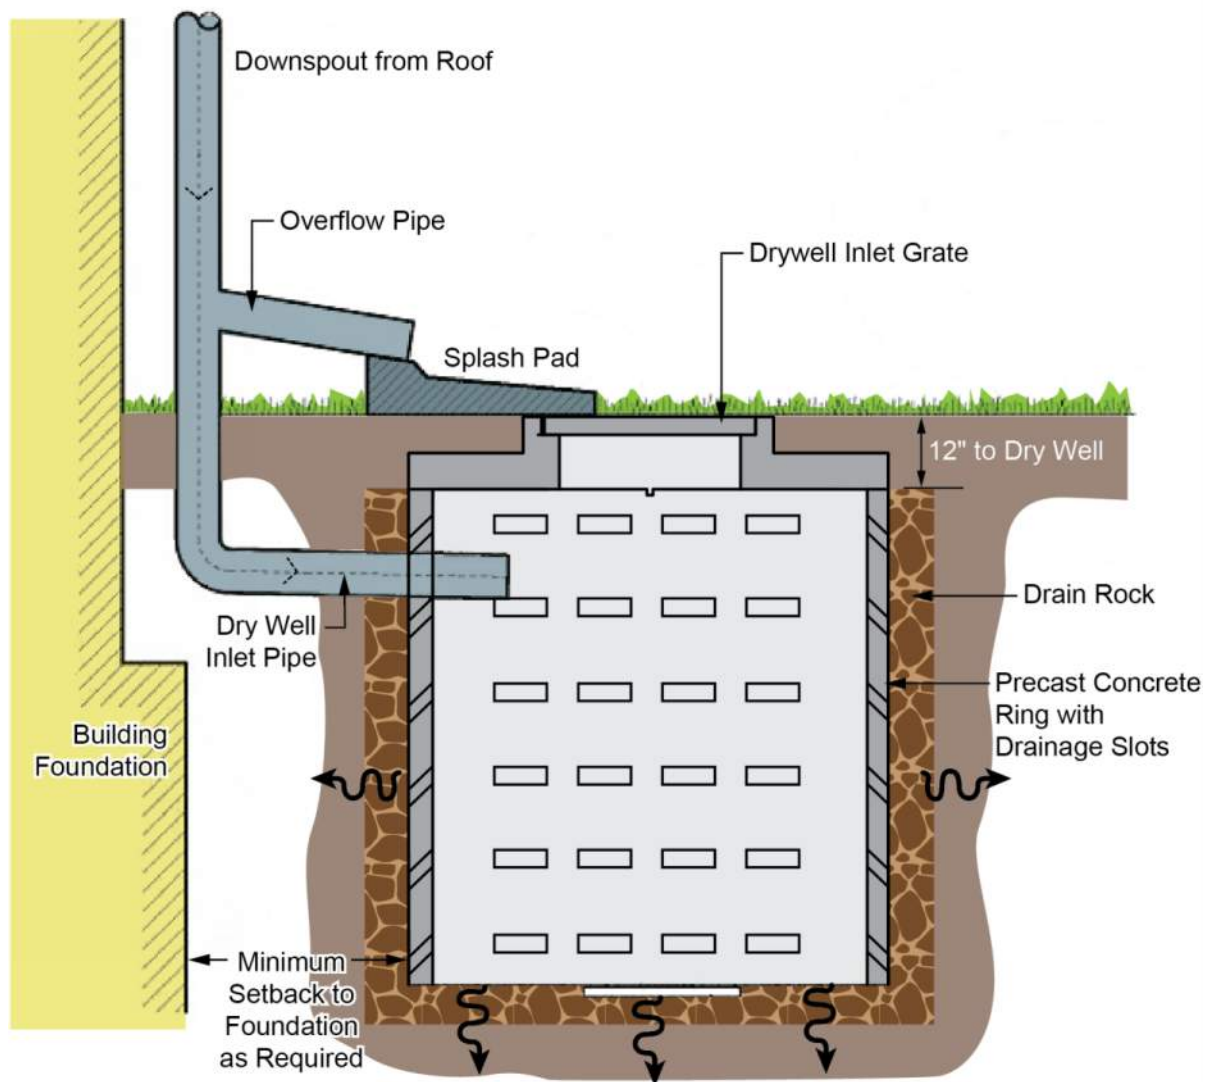 Downspout from Roof
Overflow Pipe
Drywell Inlet Grate
Splash Pad
12" to Dry Well
Drain Rock
Dry Well
Inlet Pipe
Precast Concrete
Ring with
Drainage Slots
Building
Foundation
Minimum
Setback to
Foundation
as Required